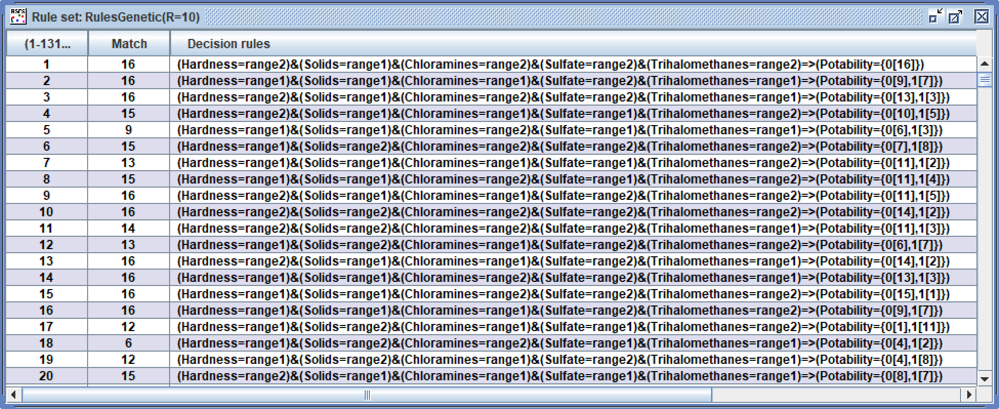 Rule set: RulesGenetic(R=10)
(1-131... Match Decision rules
1 16 (Hardness=range2)&(Solids=range1)&(Chloramines=range2)&(Sulfate=range2)&(Trihalomethanes=range2)=>(Potability={0[16]})
2 16 (Hardness=range1)&(Solids=range1)&(Chloramines=range1)&(Sulfate=range2)&(Trihalomethanes=range1)=>(Potability={0[9],1[7]})
3 16 (Hardness=range2)&(Solids=range1)&(Chloramines=range2)&(Sulfate=range2)&(Trihalomethanes=range1)=>(Potability={0[13],1[3]})
4 15 (Hardness=range2)&(Solids=range1)&(Chloramines=range1)&(Sulfate=range1)&(Trihalomethanes=range2)=>(Potability={0[10],1[5]})
5 9 (Hardness=range1)&(Solids=range1)&(Chloramines=range2)&(Sulfate=range1)&(Trihalomethanes=range1)=>(Potability={0[6],1[3]})
6 15 (Hardness=range1)&(Solids=range2)&(Chloramines=range2)&(Sulfate=range2)&(Trihalomethanes=range2)=>(Potability={0[7],1[8]})
7 13 (Hardness=range1)&(Solids=range1)&(Chloramines=range1)&(Sulfate=range1)&(Trihalomethanes=range2)=>(Potability={0[11],1[2]})
8 15 (Hardness=range1)&(Solids=range1)&(Chloramines=range2)&(Sulfate=range1)&(Trihalomethanes=range2)=>(Potability={0[11],1[4]})
9 16 (Hardness=range2)&(Solids=range1)&(Chloramines=range1)&(Sulfate=range2)&(Trihalomethanes=range2)=>(Potability={0[11],1[5]})
10 16 (Hardness=range2)&(Solids=range2)&(Chloramines=range2)&(Sulfate=range2)&(Trihalomethanes=range2)=>(Potability={0[14],1[2]})
11 14 (Hardness=range2)&(Solids=range2)&(Chloramines=range2)&(Sulfate=range2)&(Trihalomethanes=range1)=>(Potability={0[11],1[3]})
12 13 (Hardness=range1)&(Solids=range2)&(Chloramines=range1)&(Sulfate=range2)&(Trihalomethanes=range2)=>(Potability={0[6],1[7]})
13 16 (Hardness=range2)&(Solids=range1)&(Chloramines=range1)&(Sulfate=range2)&(Trihalomethanes=range1)=>(Potability={0[14],1[2]})
14 16 (Hardness=range1)&(Solids=range1)&(Chloramines=range2)&(Sulfate=range2)&(Trihalomethanes=range1)=>(Potability={0[13],1[3]})
15 16 (Hardness=range1)&(Solids=range1)&(Chloramines=range2)&(Sulfate=range2)&(Trihalomethanes=range2)=>(Potability={0[15],1[1]})
16 16 (Hardness=range1)&(Solids=range1)&(Chloramines=range1)&(Sulfate=range2)&(Trihalomethanes=range2)=>(Potability={0[9],1[7]})
17 12 (Hardness=range1)&(Solids=range2)&(Chloramines=range1)&(Sulfate=range1)&(Trihalomethanes=range2)=>(Potability={0[1],1[11]})
18 6 (Hardness=range1)&(Solids=range2)&(Chloramines=range2)&(Sulfate=range1)&(Trihalomethanes=range1)=>(Potability={0[4],1[2]})
19 12 (Hardness=range2)&(Solids=range2)&(Chloramines=range1)&(Sulfate=range2)&(Trihalomethanes=range1)=>(Potability={0[4],1[8]})
20 15 (Hardness=range2)&(Solids=range1)&(Chloramines=range1)&(Sulfate=range1)&(Trihalomethanes=range1)=>(Potability={0[8],1[7]})